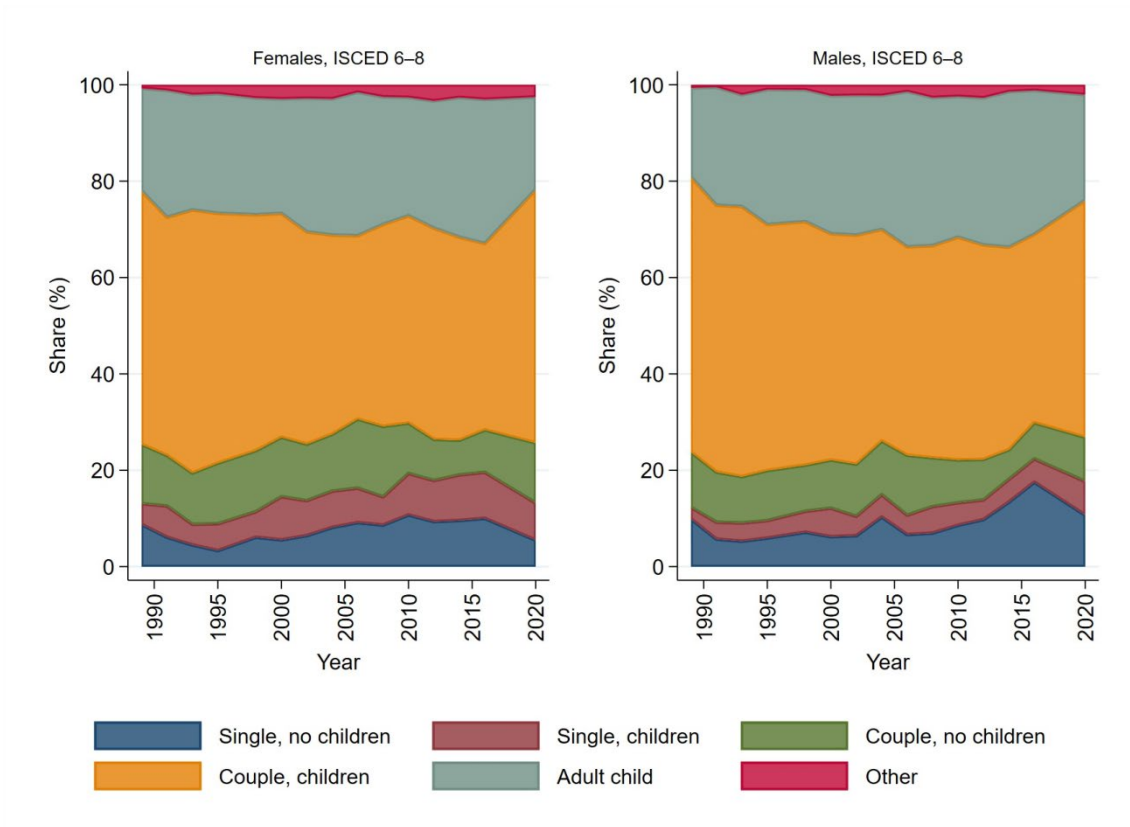 Females, ISCED 6–8
Share (%)
100
80
60
40
20
0
1990
1995
2000
2005
2010
2015
2020
Year
Males, ISCED 6–8
Share (%)
100
80
60
40
20
0
1990
1995
2000
2005
2010
2015
2020
Year
Single, no children
Single, children
Couple, no children
Couple, children
Adult child
Other